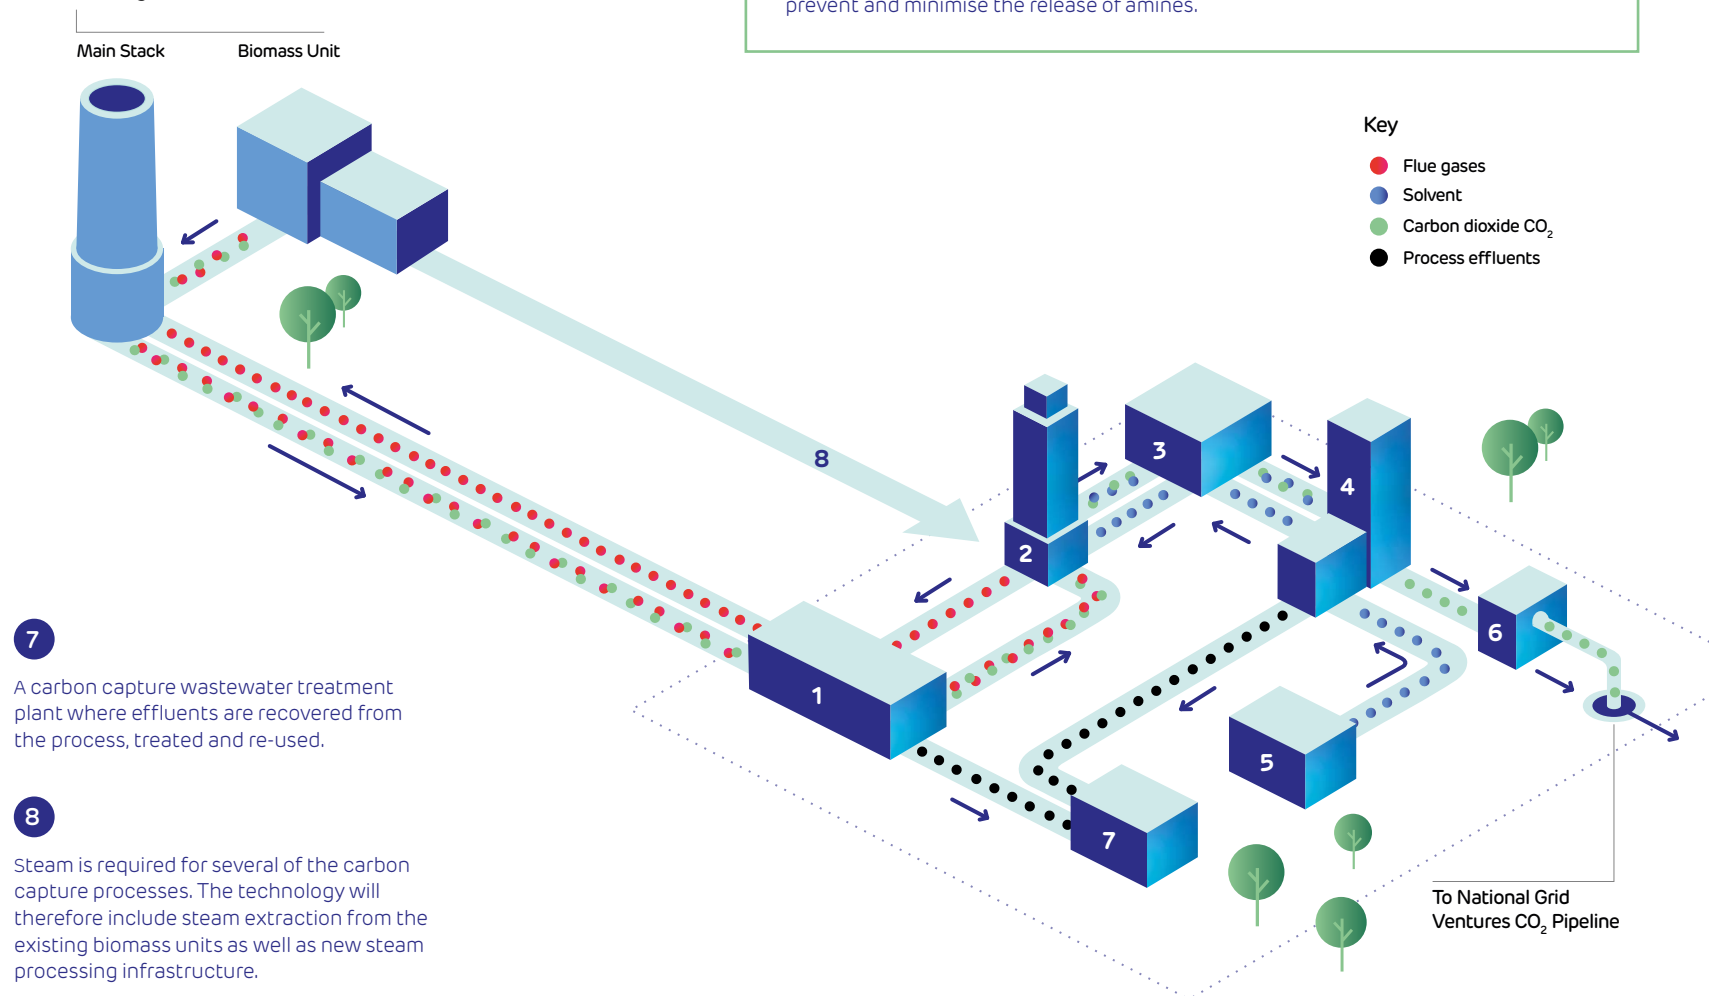 prevent and minimise the release of amines.
Main Stack
Biomass Unit
Key
Flue gases
Solvent
Carbon dioxide CO₂
Process effluents
8
3
4
2
6
1
5
7
7
A carbon capture wastewater treatment
plant where effluents are recovered from
the process, treated and re-used.
8
Steam is required for several of the carbon
capture processes. The technology will
therefore include steam extraction from the
existing biomass units as well as new steam
processing infrastructure.
To National Grid
Ventures CO₂ Pipeline